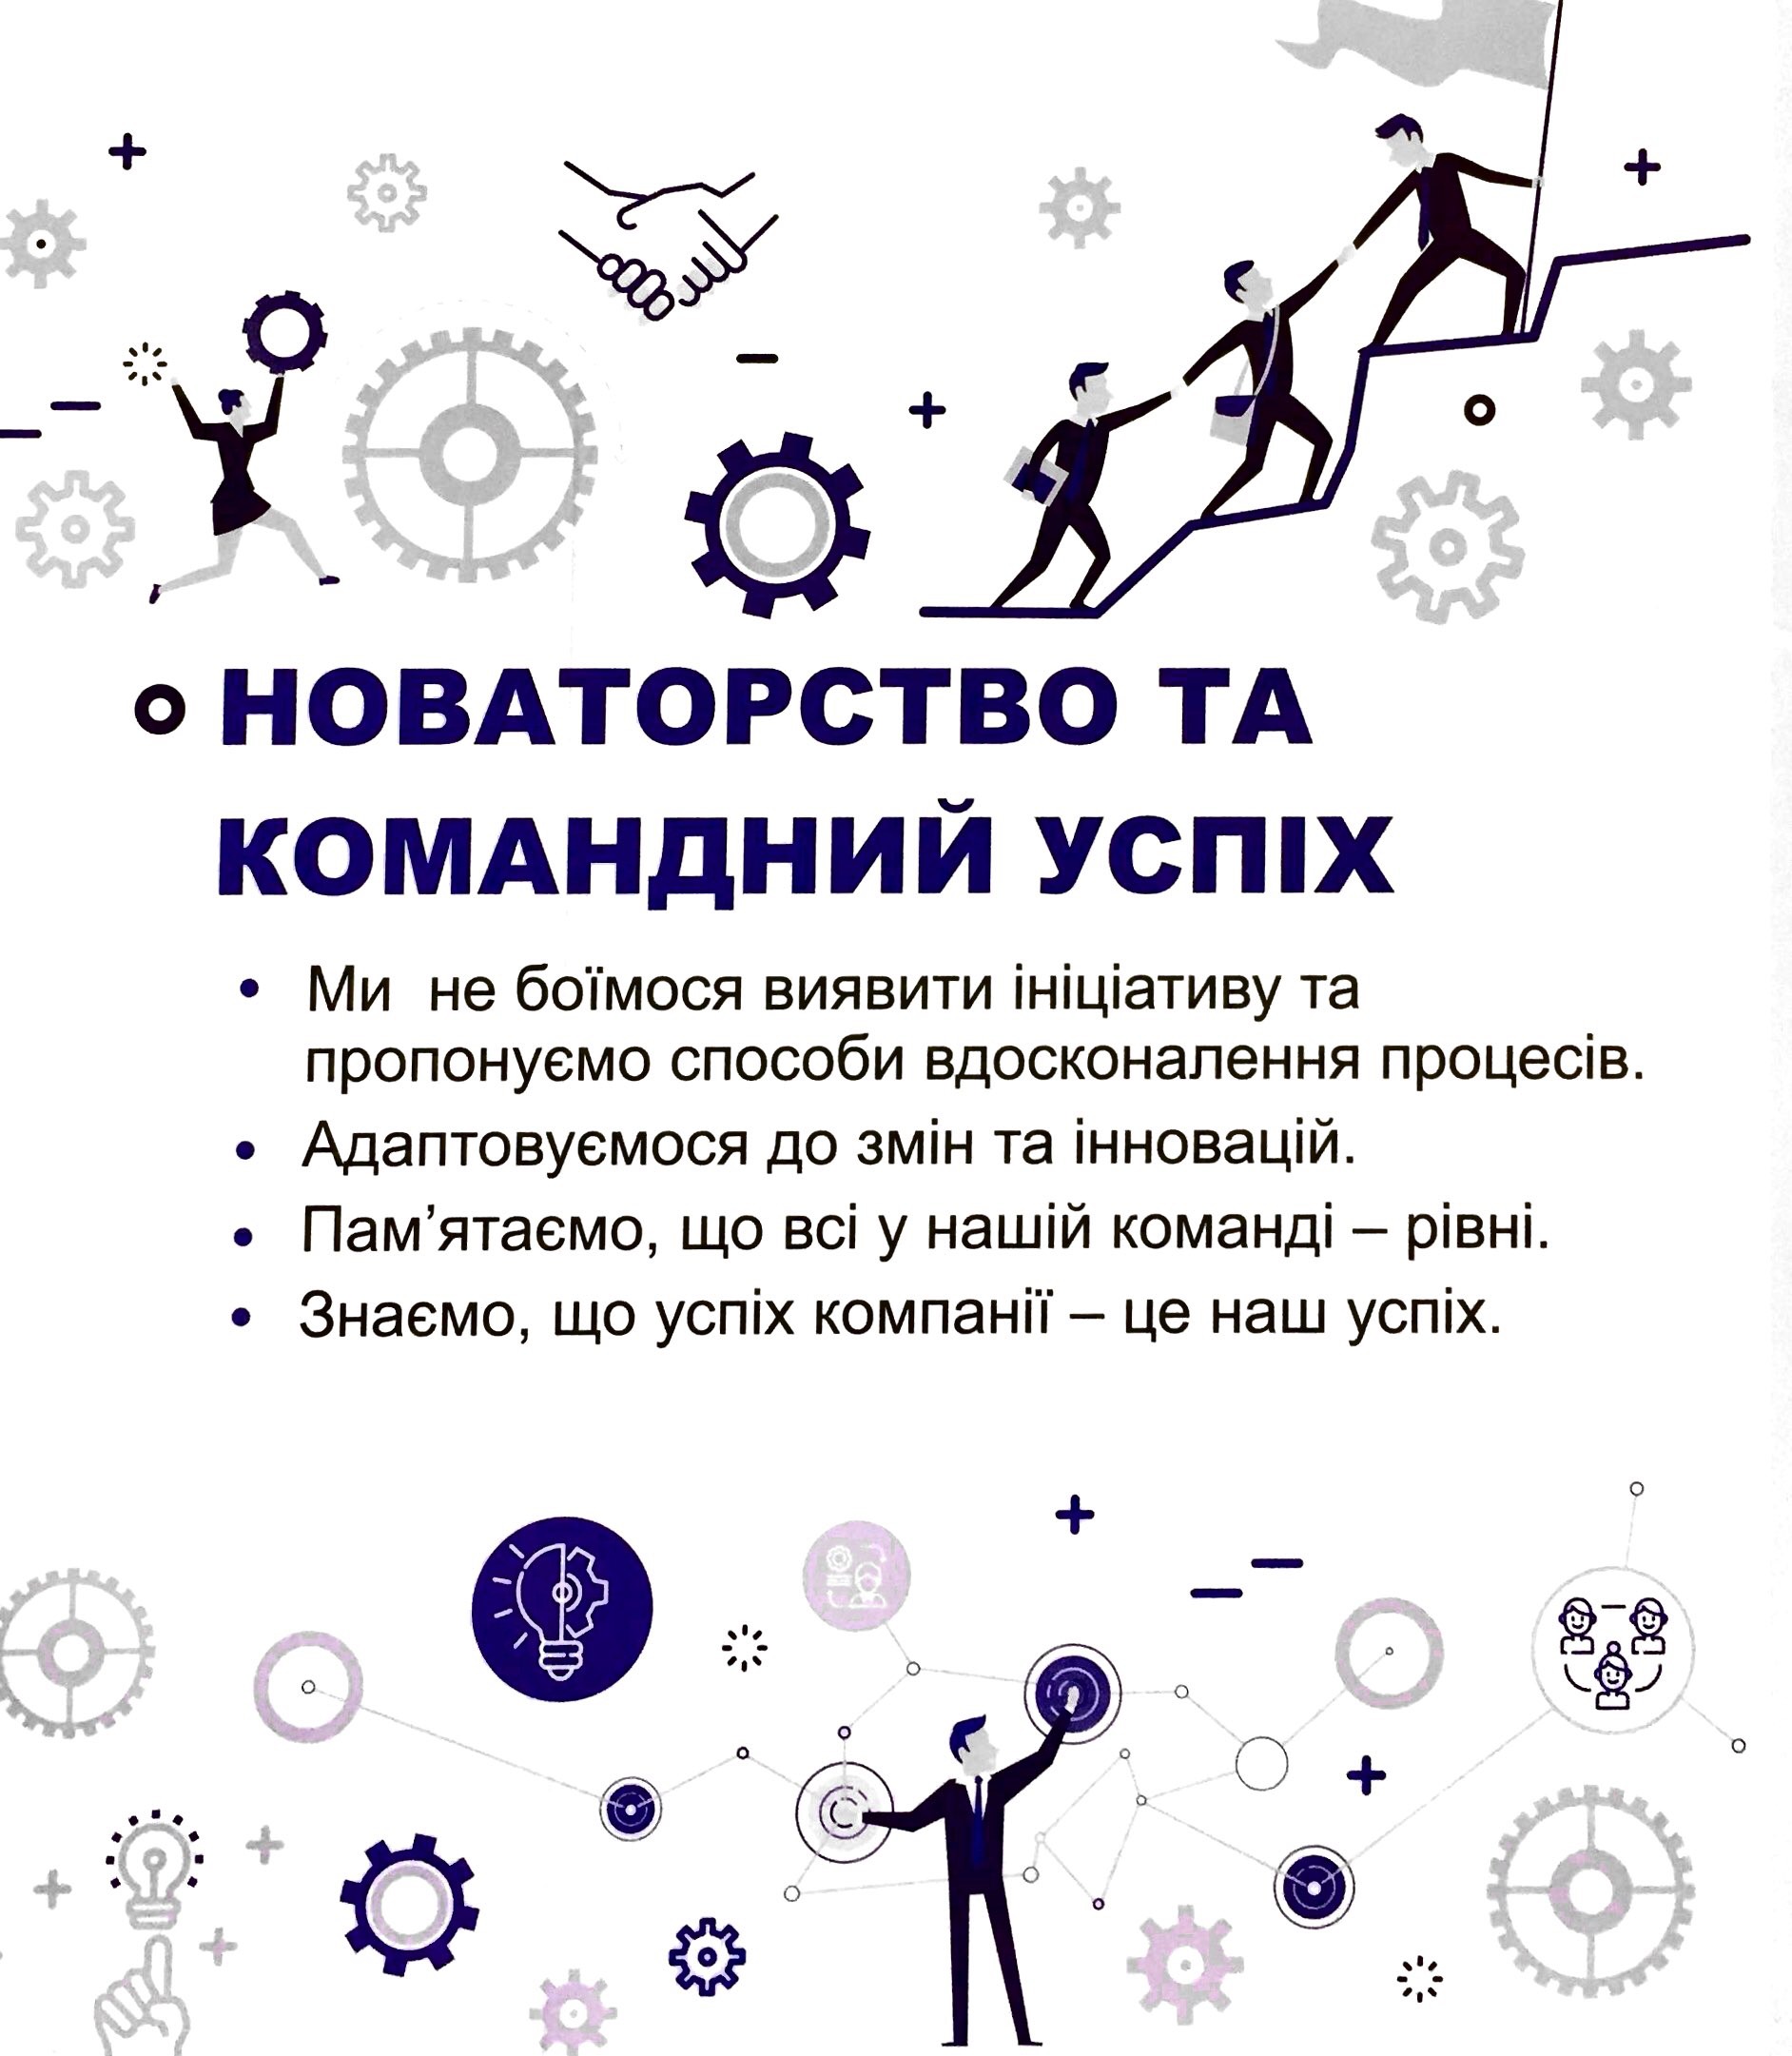 НОВАТОРСТВО ТА
КОМАНДНИЙ УСПІХ
• Ми не боїмося виявити ініціативу та
пропонуємо способи вдосконалення процесів.
• Адаптовуємося до змін та інновацій.
• Пам’ятаємо, що всі у нашій команді – рівні.
• Знаємо, що успіх компанії – це наш успіх.